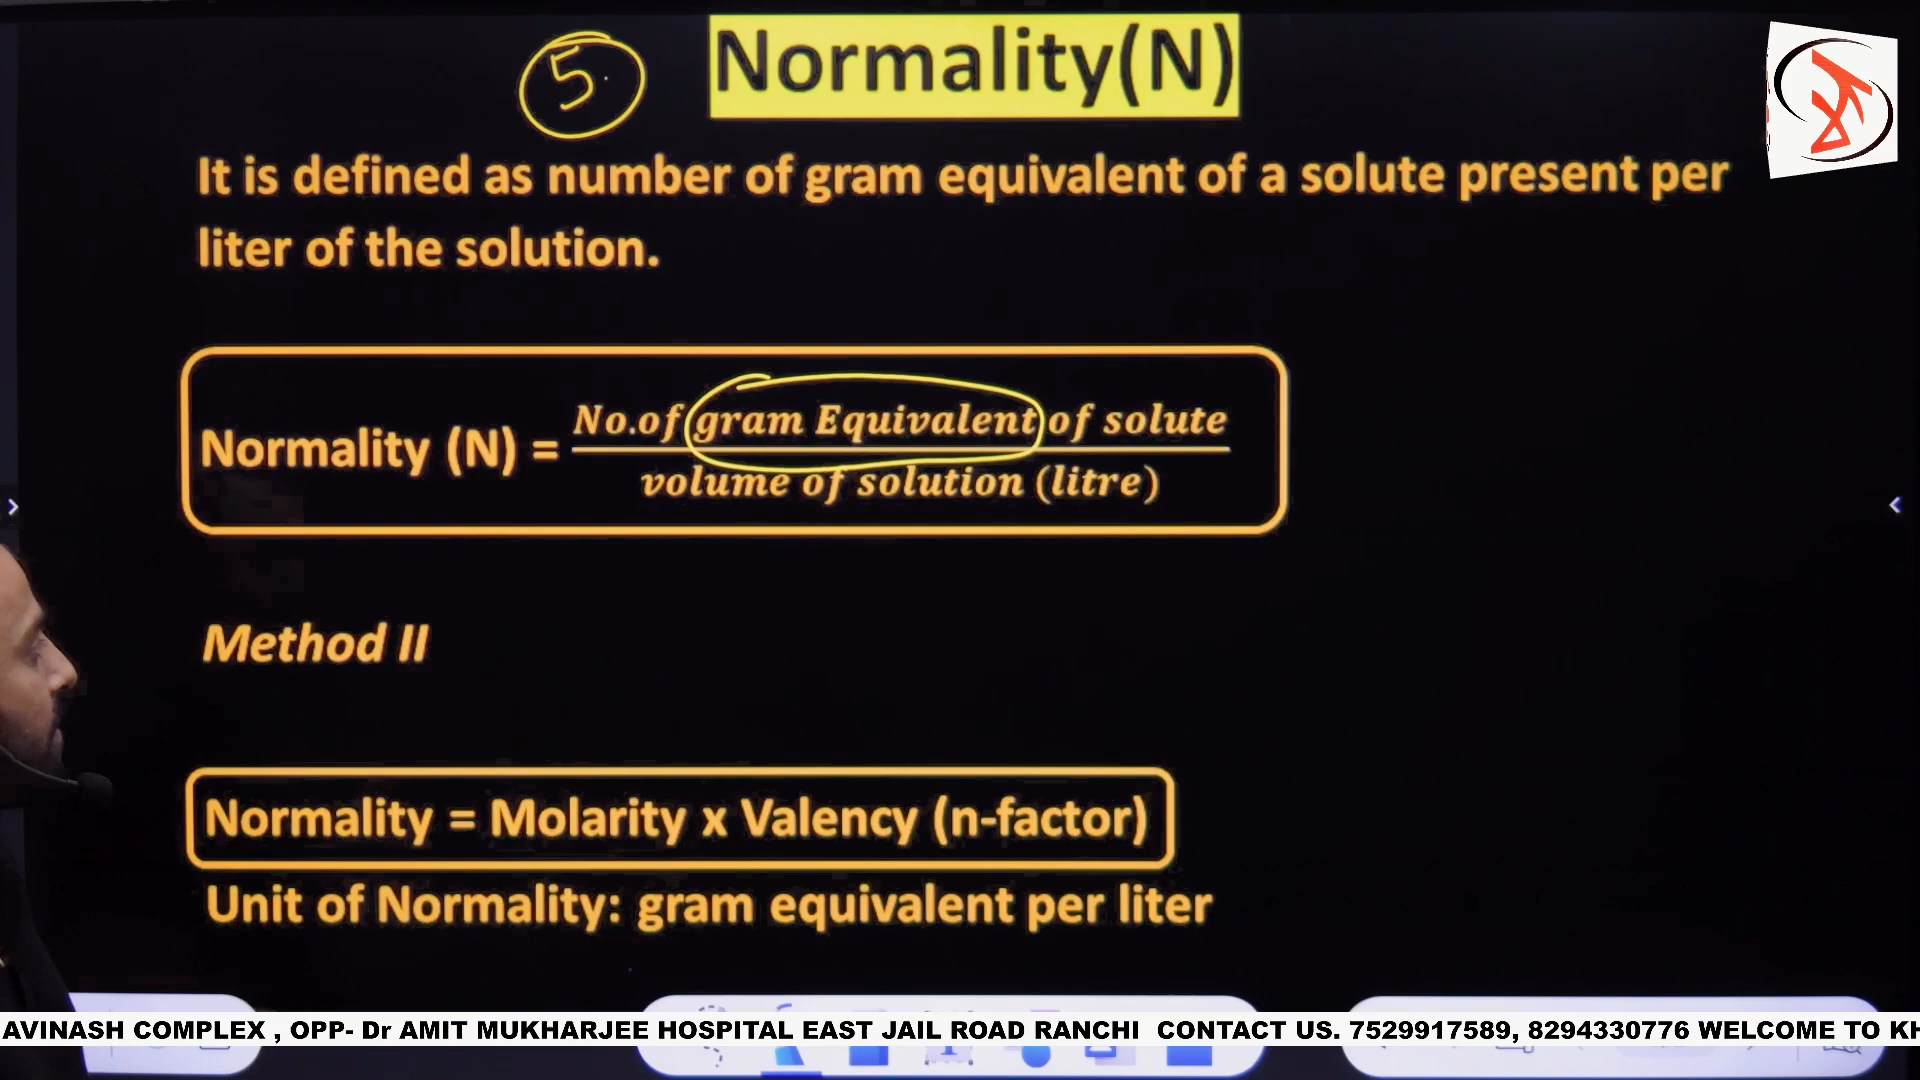 5.
Normality(N)
It is defined as number of gram equivalent of a solute present per
liter of the solution.
Normality (N) = No.of gram Equivalent of solute
volume of solution (litre)
Method II
Normality = Molarity x Valency (n-factor)
Unit of Normality: gram equivalent per liter
AVINASH COMPLEX , OPP- Dr AMIT MUKHARJEE HOSPITAL EAST JAIL ROAD RANCHI CONTACT US. 7529917589, 8294330776 WELCOME TO